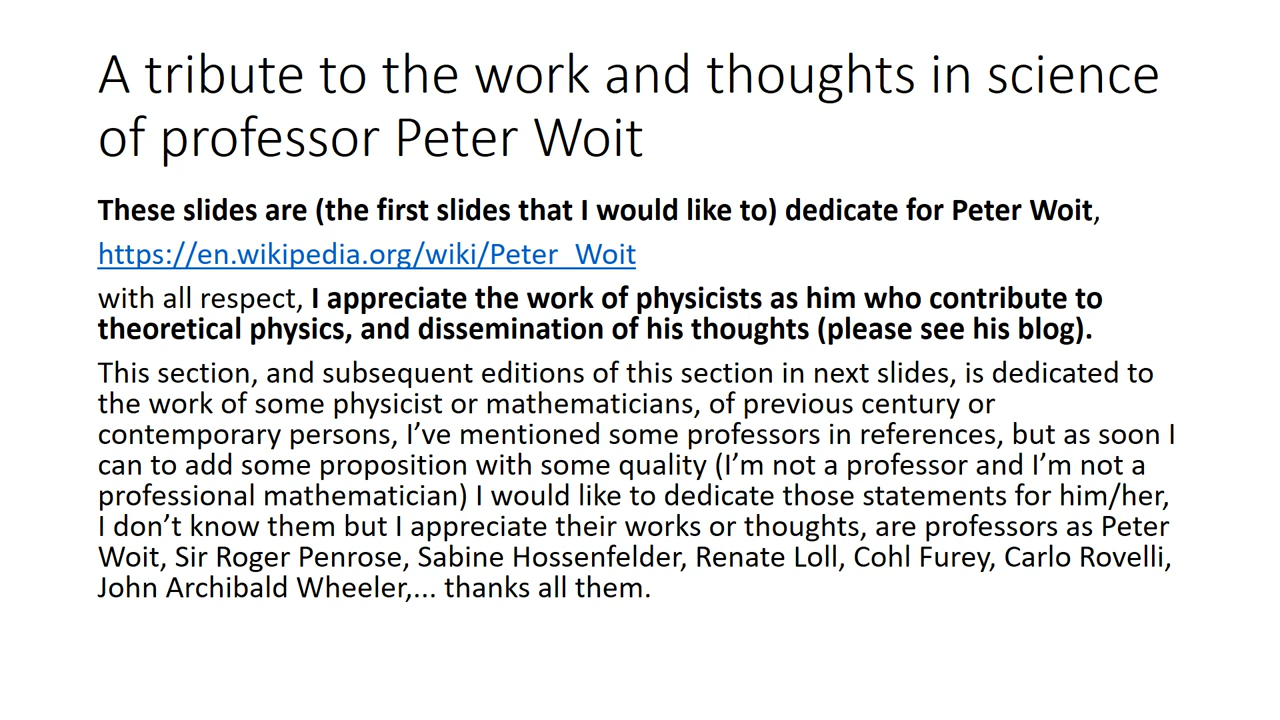 A tribute to the work and thoughts in science
of professor Peter Woit
These slides are (the first slides that I would like to) dedicate for Peter Woit,
https://en.wikipedia.org/wiki/Peter_Woit
with all respect, I appreciate the work of physicists as him who contribute to
theoretical physics, and dissemination of his thoughts (please see his blog).
This section, and subsequent editions of this section in next slides, is dedicated to
the work of some physicist or mathematicians, of previous century or
contemporary persons, I’ve mentioned some professors in references, but as soon I
can to add some proposition with some quality (I’m not a professor and I’m not a
professional mathematician) I would like to dedicate those statements for him/her,
I don’t know them but I appreciate their works or thoughts, are professors as Peter
Woit, Sir Roger Penrose, Sabine Hossenfelder, Renate Loll, Cohl Furey, Carlo Rovelli,
John Archibald Wheeler,... thanks all them.